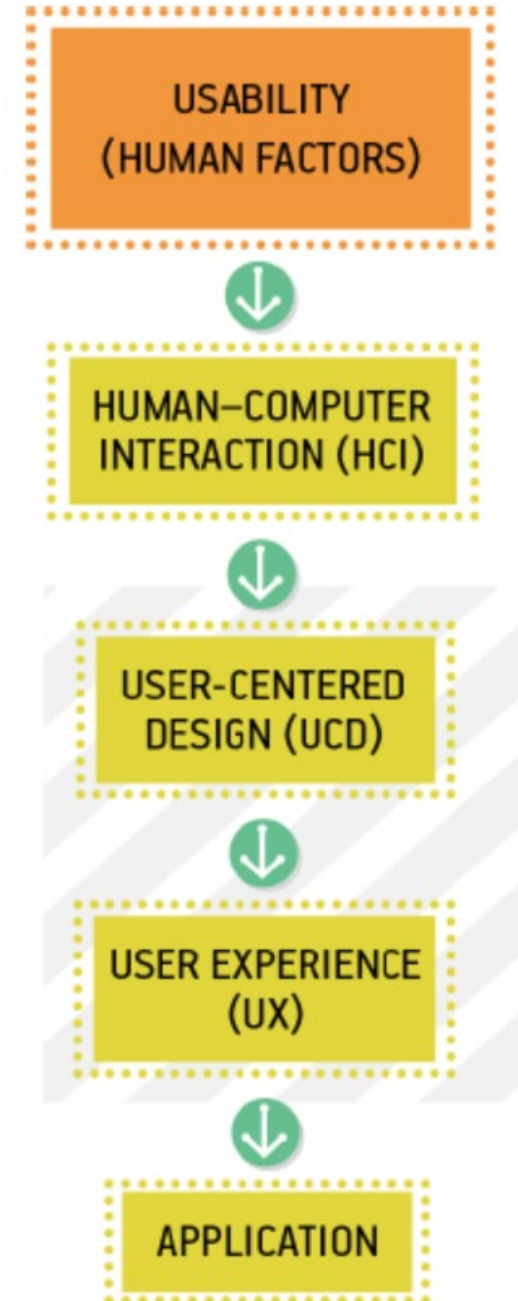 USABILITY
(HUMAN FACTORS)
HUMAN–COMPUTER
INTERACTION (HCI)
USER-CENTERED
DESIGN (UCD)
USER EXPERIENCE
(UX)
APPLICATION